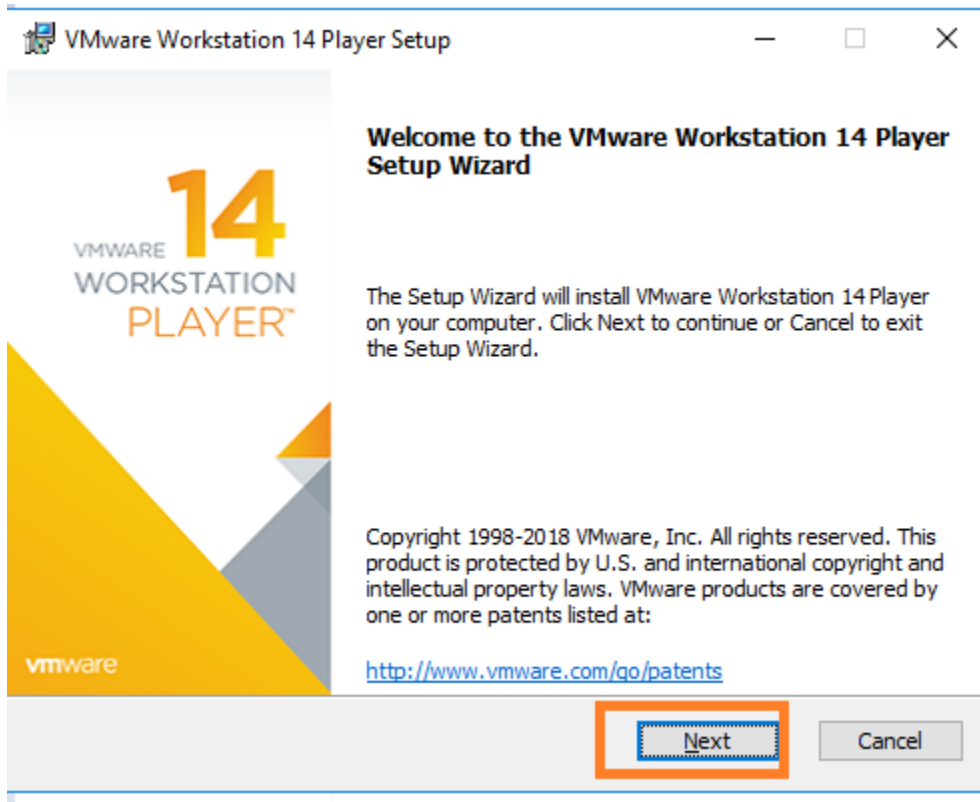 VMware Workstation 14 Player Setup
Welcome to the VMware Workstation 14 Player
Setup Wizard
14
VMWARE
WORKSTATION
PLAYER™
The Setup Wizard will install VMware Workstation 14 Player
on your computer. Click Next to continue or Cancel to exit
the Setup Wizard.
Copyright 1998-2018 VMware, Inc. All rights reserved. This
product is protected by U.S. and international copyright and
intellectual property laws. VMware products are covered by
one or more patents listed at:
http://www.vmware.com/go/patents
vmware
Next
Cancel